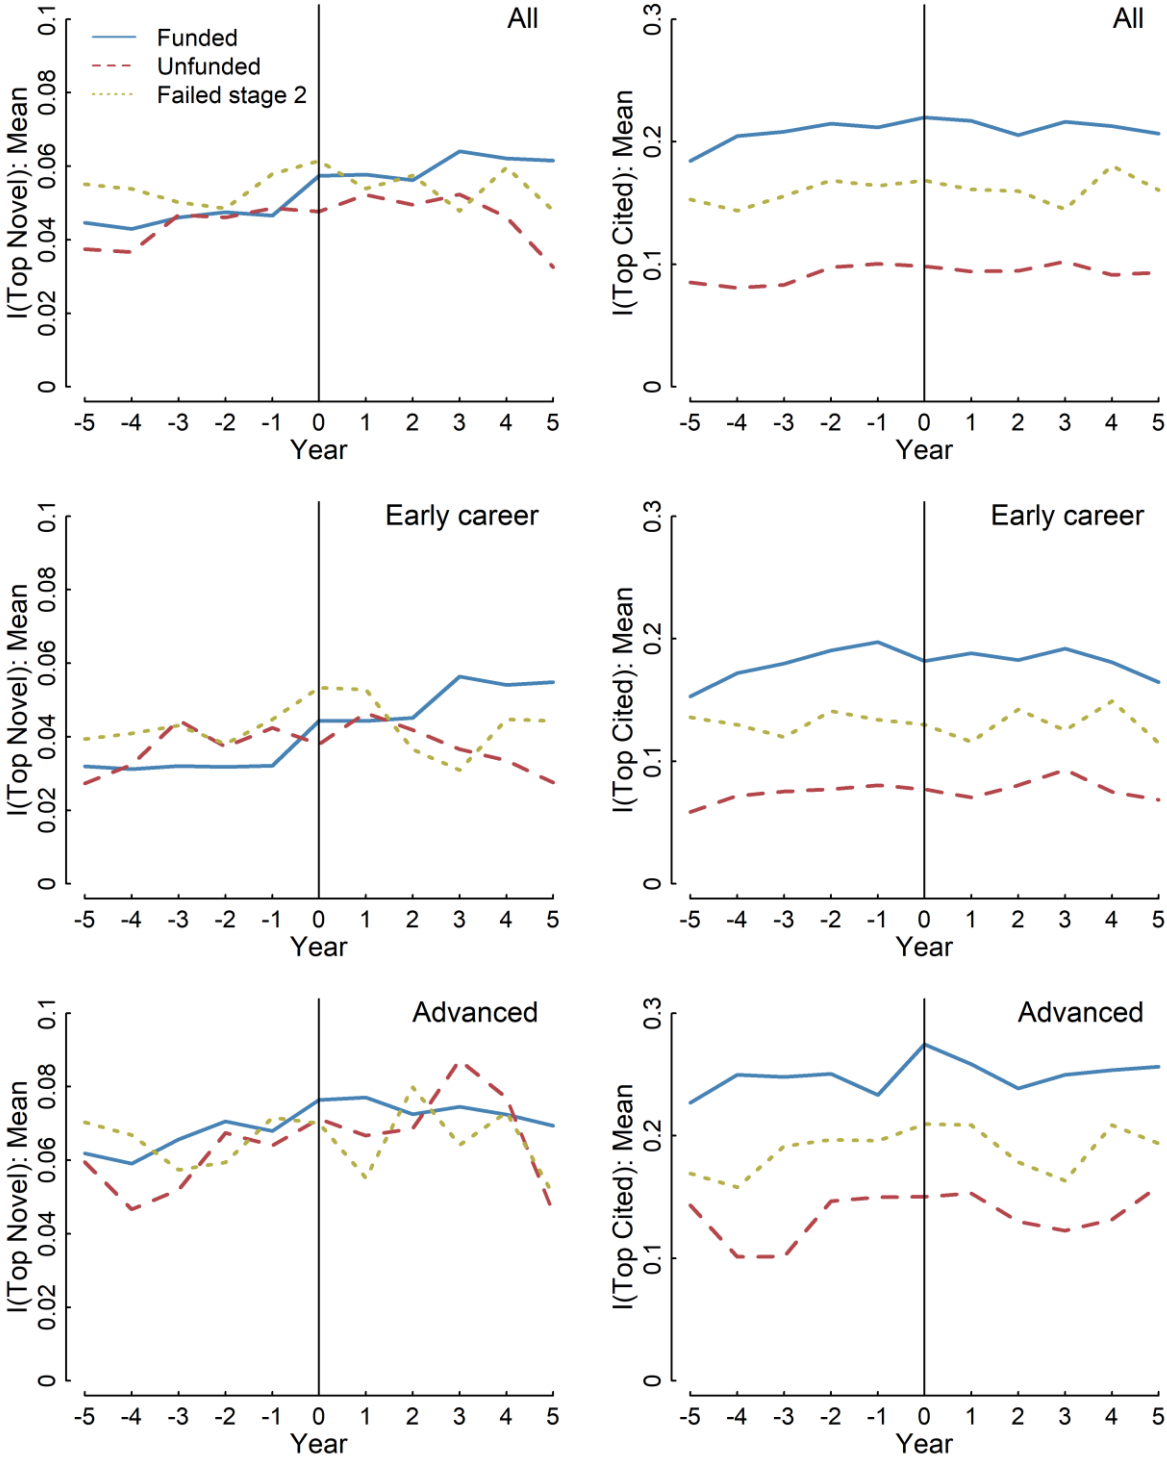 All
Funded
Unfunded
Failed stage 2
I(Top Novel): Mean
0.1
0.08
0.06
0.04
0.02
0
-5 -4 -3 -2 -1 0 1 2 3 4 5
Year
All
I(Top Cited): Mean
0.3
0.2
0.1
0
-5 -4 -3 -2 -1 0 1 2 3 4 5
Year
Early career
I(Top Novel): Mean
0.1
0.08
0.06
0.04
0.02
0
-5 -4 -3 -2 -1 0 1 2 3 4 5
Year
Early career
I(Top Cited): Mean
0.3
0.2
0.1
0
-5 -4 -3 -2 -1 0 1 2 3 4 5
Year
Advanced
I(Top Novel): Mean
0.1
0.08
0.06
0.04
0.02
0
-5 -4 -3 -2 -1 0 1 2 3 4 5
Year
Advanced
I(Top Cited): Mean
0.3
0.2
0.1
0
-5 -4 -3 -2 -1 0 1 2 3 4 5
Year